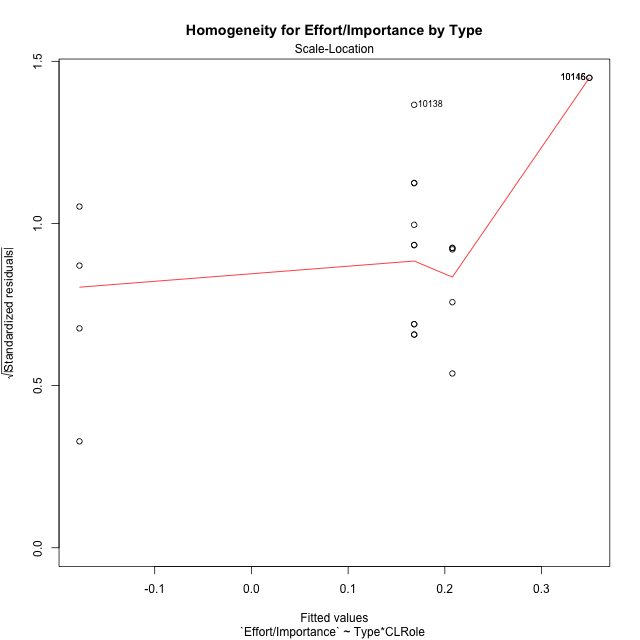 Homogeneity for Effort/Importance by Type
Scale-Location
1.5
1.0
0.5
0.0
√|Standardized residuals|
10138
-0.1
0.0
0.1
0.2
0.3
Fitted values
`Effort/Importance` ~ Type*CLRole